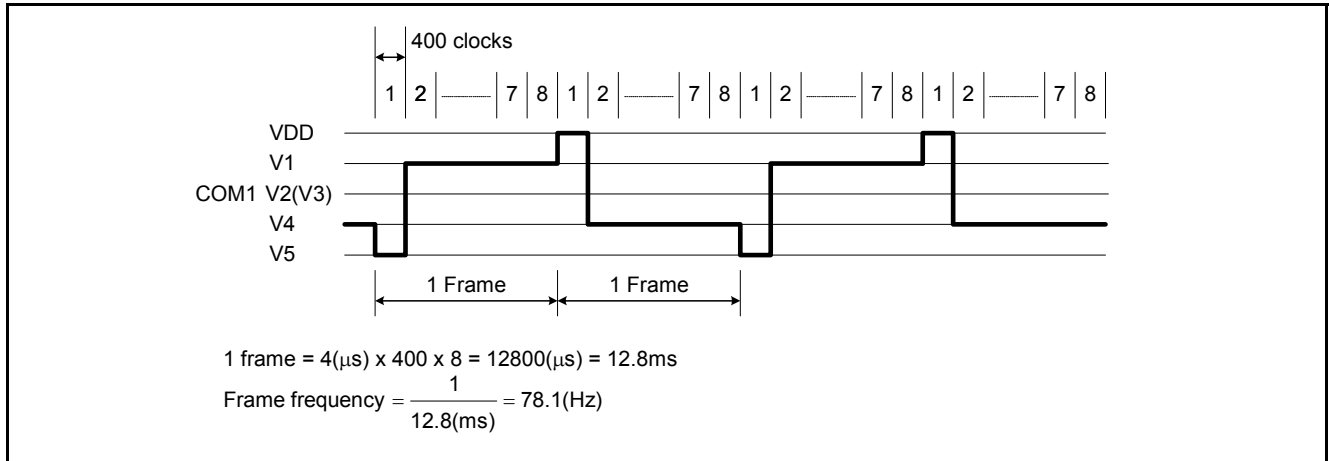 400 clocks
1 2 7 8 1 2 7 8 1 2 7 8 1 2 7 8
VDD
V1
COM1 V2(V3)
V4
V5
1 Frame 1 Frame
1 frame = 4(μs) x 400 x 8 = 12800(μs) = 12.8ms
Frame frequency = 1 / 12.8(ms) = 78.1(Hz)